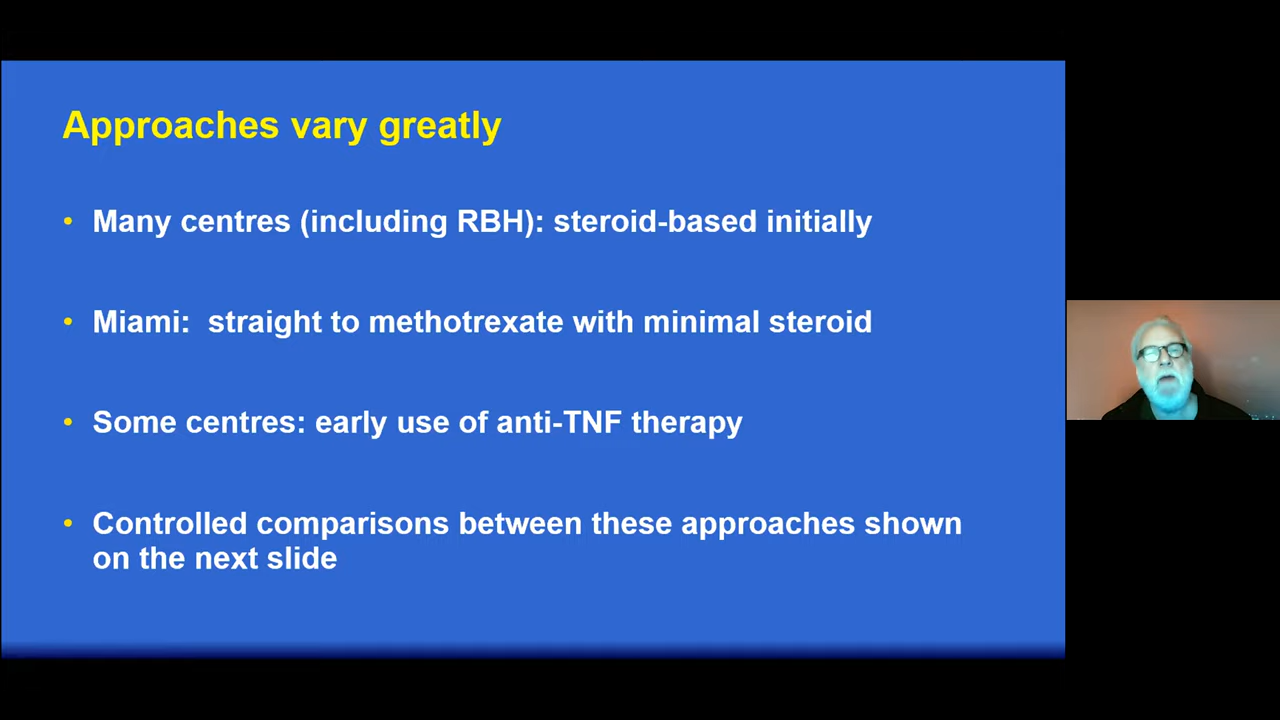 Approaches vary greatly
• Many centres (including RBH): steroid-based initially
• Miami:  straight to methotrexate with minimal steroid
• Some centres: early use of anti-TNF therapy
• Controlled comparisons between these approaches shown
on the next slide